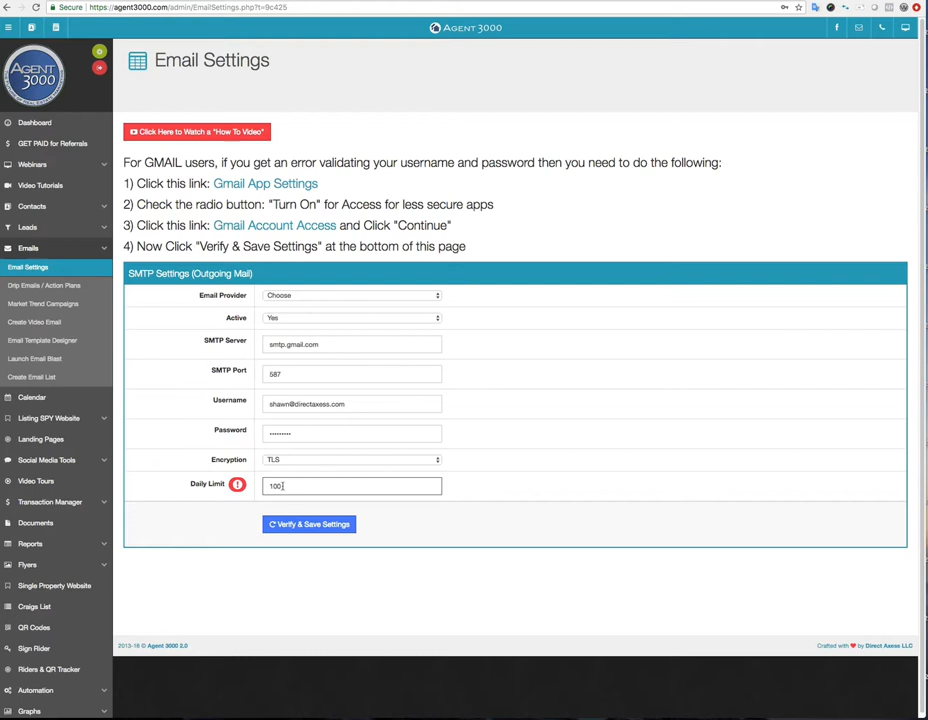 Secure https://agent3000.com/admin/EmailSettings.php?t=9c425
AGENT 3000
AGENT
3000
Email Settings
Dashboard
GET PAID for Referrals
Webinars
Video Tutorials
Contacts
Leads
Emails
Email Settings
Drip Emails / Action Plans
Market Trend Campaigns
Create Video Email
Email Template Designer
Launch Email Blast
Create Email List
Calendar
Listing SPY Website
Landing Pages
Social Media Tools
Video Tours
Transaction Manager
Documents
Reports
Flyers
Single Property Website
Craigs List
QR Codes
Sign Rider
Riders & QR Tracker
Automation
Graphs
Click Here to Watch a "How To Video"
For GMAIL users, if you get an error validating your username and password then you need to do the following:
1) Click this link: Gmail App Settings
2) Check the radio button: "Turn On" for Access for less secure apps
3) Click this link: Gmail Account Access and Click "Continue"
4) Now Click "Verify & Save Settings" at the bottom of this page
SMTP Settings (Outgoing Mail)
Email Provider Choose
Active Yes
SMTP Server smtp.gmail.com
SMTP Port 587
Username shawn@directaxess.com
Password •••••••••
Encryption TLS
Daily Limit 100
Verify & Save Settings
2013-16 © Agent 3000 2.0 Crafted with ♥ by Direct Axess LLC